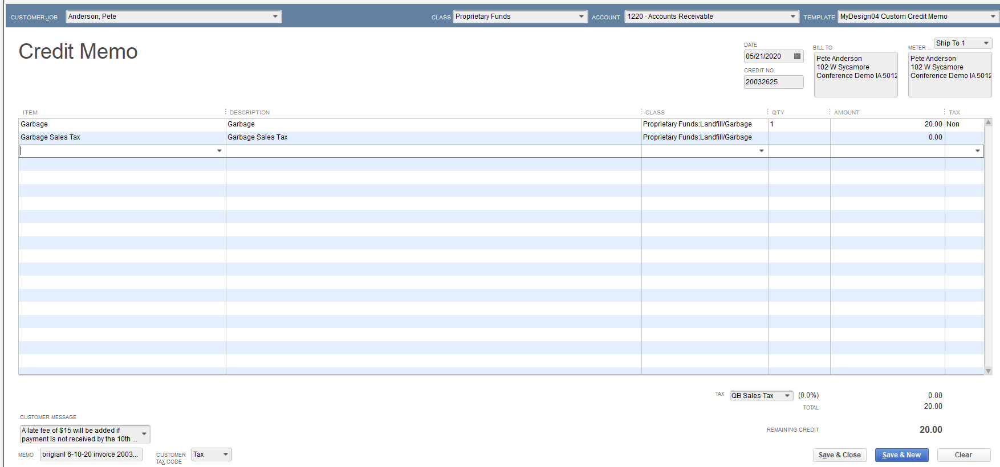 CUSTOMER:JOB Anderson, Pete CLASS Proprietary Funds ACCOUNT 1220 · Accounts Receivable TEMPLATE MyDesign04 Custom Credit Memo
Credit Memo
DATE
05/21/2020
CREDIT NO.
20032625
BILL TO
Pete Anderson
102 W Sycamore
Conference Demo IA 5012
METER ... Ship To 1
Pete Anderson
102 W Sycamore
Conference Demo IA 5012
ITEM DESCRIPTION CLASS QTY AMOUNT TAX
Garbage Garbage Proprietary Funds:Landfill/Garbage 1 20.00 Non
Garbage Sales Tax Garbage Sales Tax Proprietary Funds:Landfill/Garbage 0.00
TAX QB Sales Tax (0.0%) 0.00
TOTAL 20.00
CUSTOMER MESSAGE
A late fee of $15 will be added if
payment is not received by the 10th ...
REMAINING CREDIT 20.00
MEMO origianl 6-10-20 invoice 2003... CUSTOMER
TAX CODE Tax
Save & Close Save & New Clear